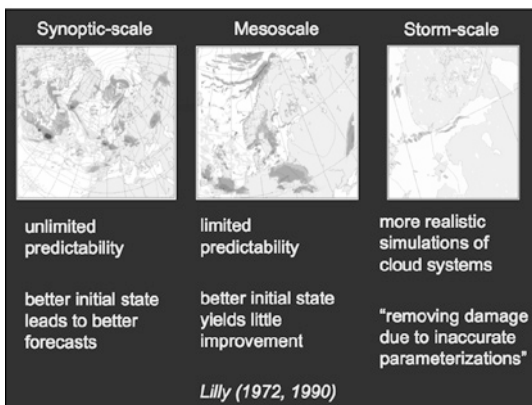 Synoptic-scale
Mesoscale
Storm-scale
unlimited
predictability
limited
predictability
more realistic
simulations of
cloud systems
better initial state
leads to better
forecasts
better initial state
yields little
improvement
"removing damage
due to inaccurate
parameterizations"
Lilly (1972, 1990)